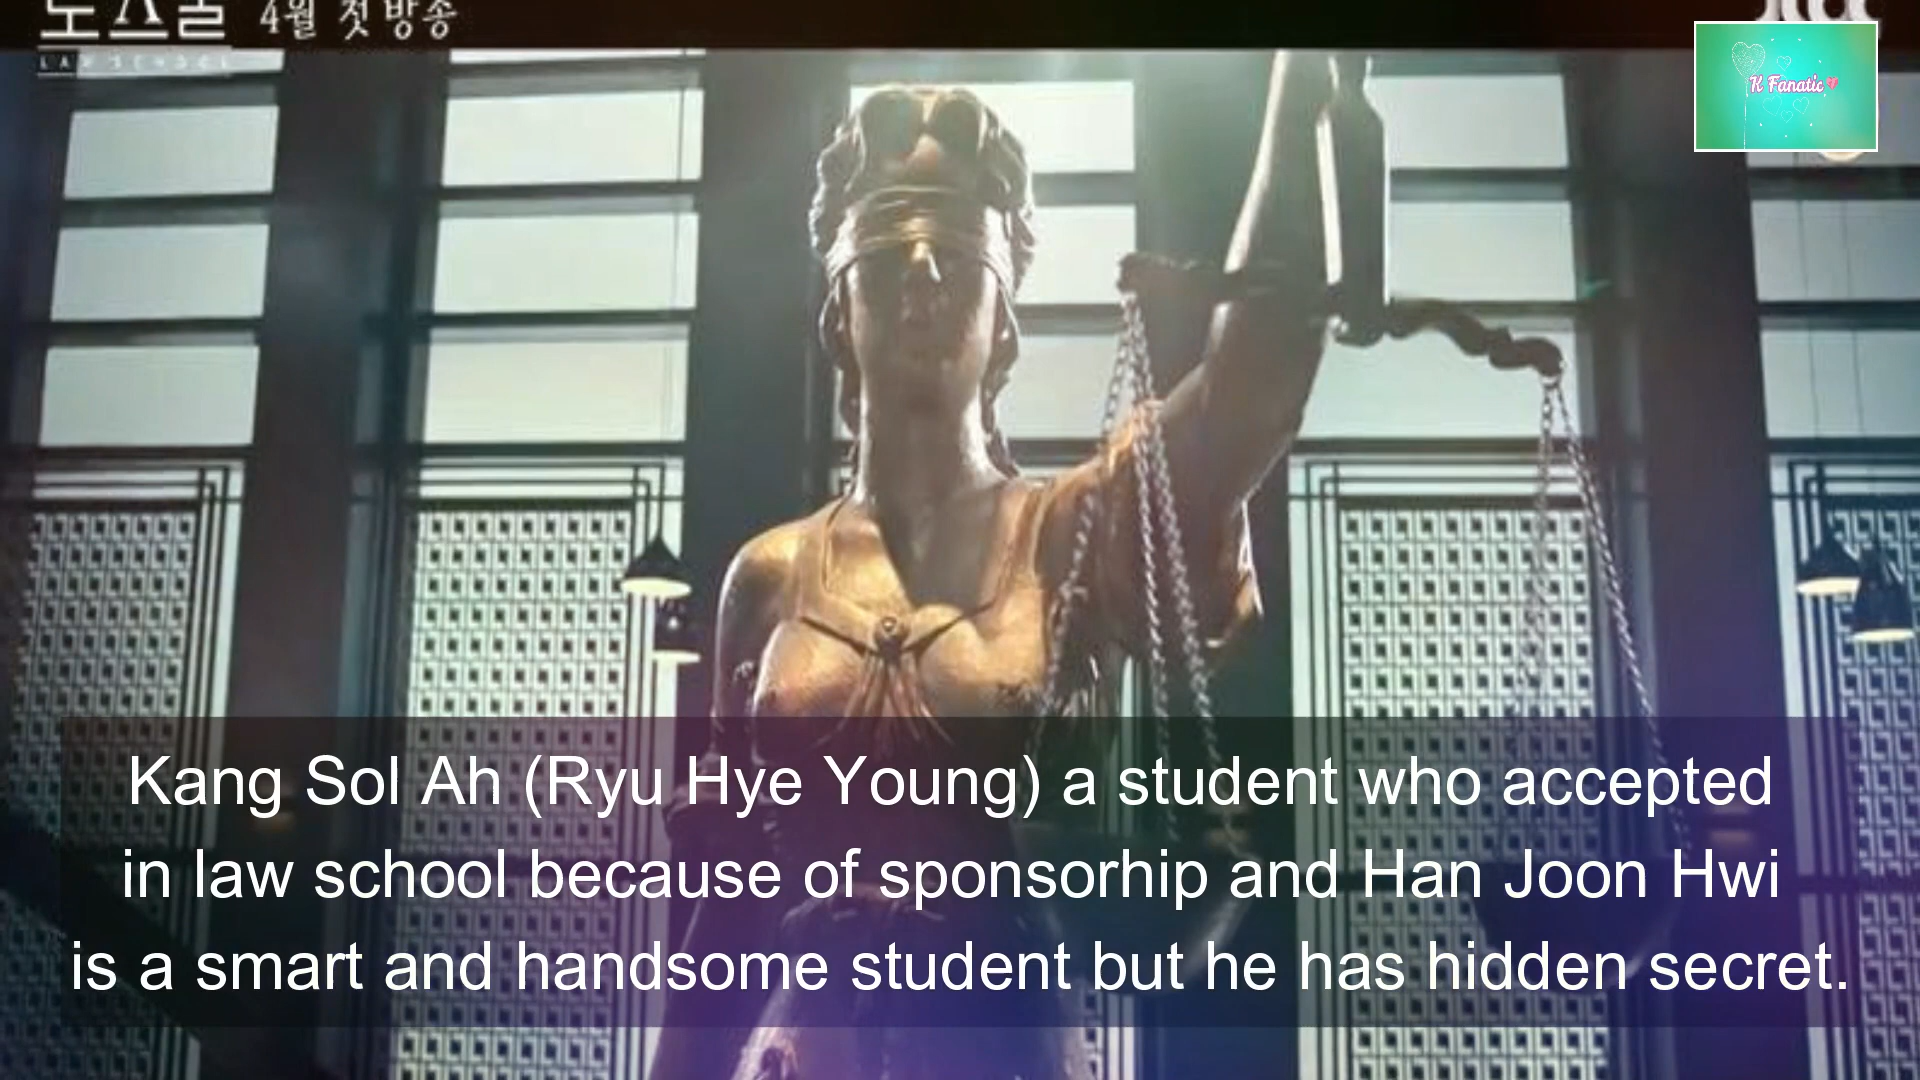 로스쿨 4월 첫방송
LAW SCHOOL
K Fanatic
Kang Sol Ah (Ryu Hye Young) a student who accepted
in law school because of sponsorhip and Han Joon Hwi
is a smart and handsome student but he has hidden secret.